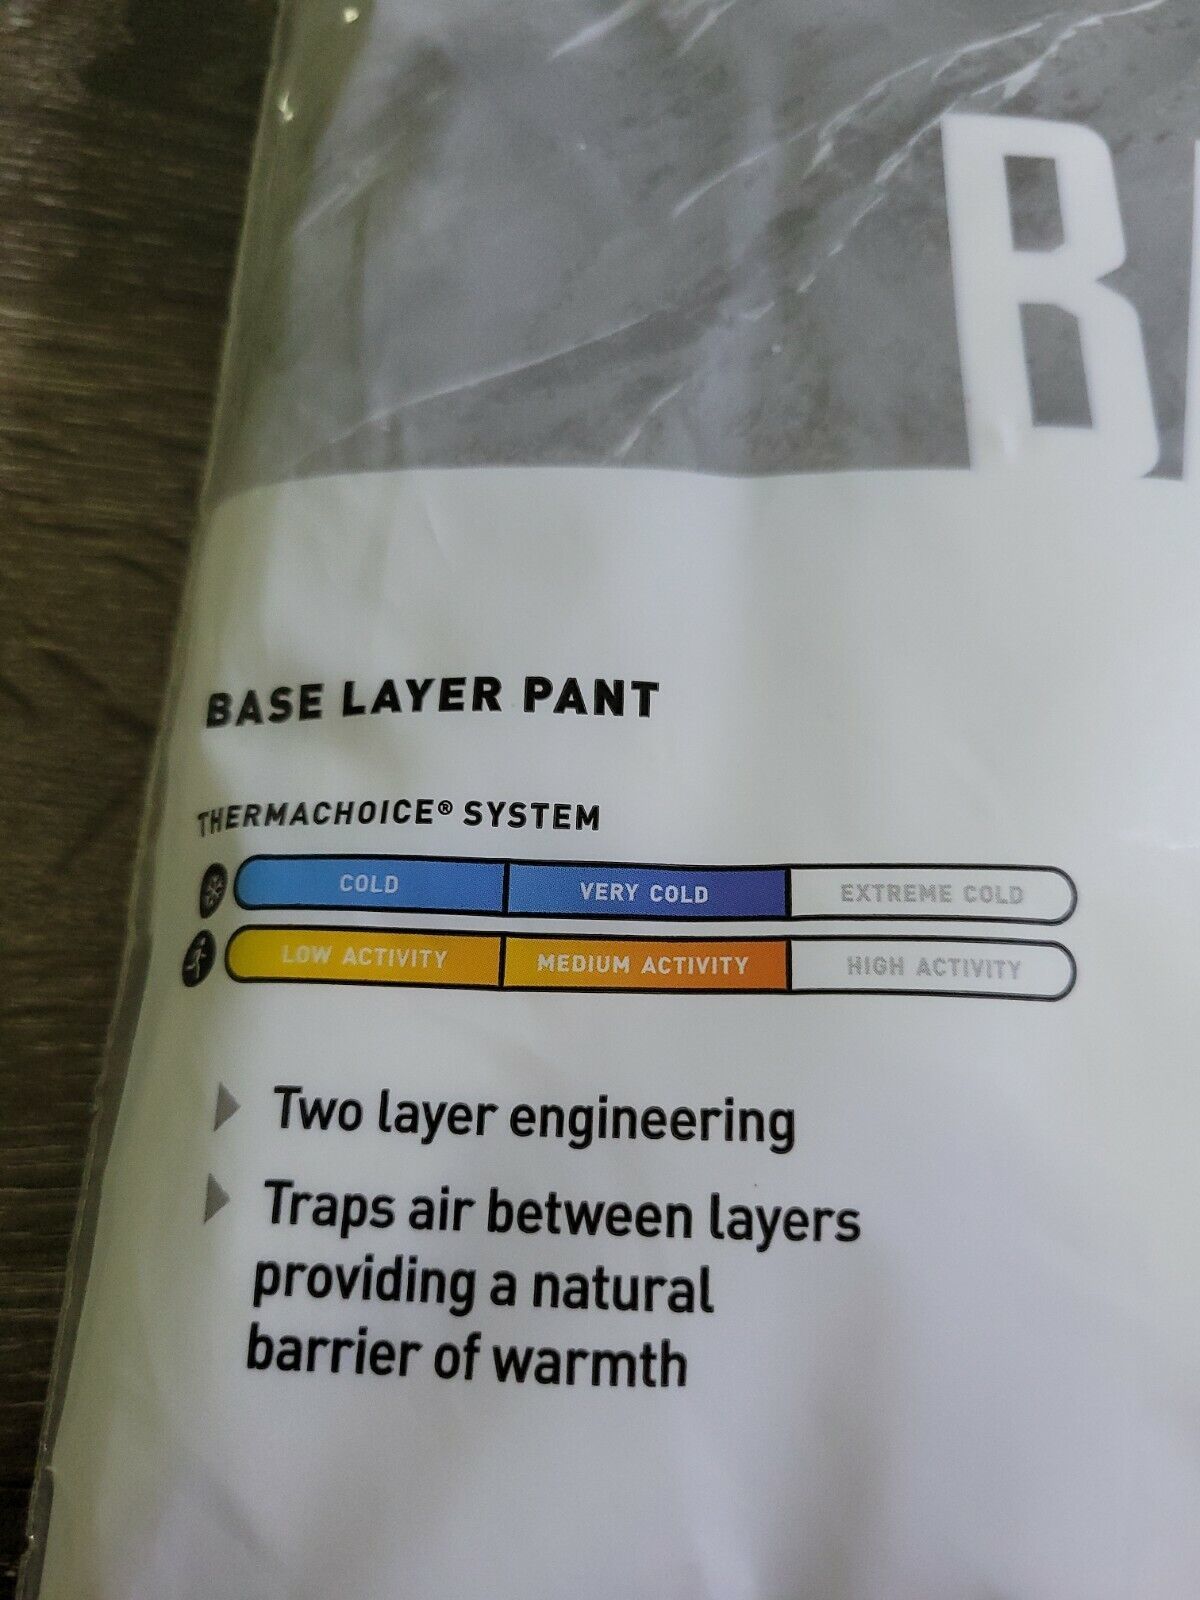 B
BASE LAYER PANT
THERMACHOICE® SYSTEM
COLD VERY COLD EXTREME COLD
LOW ACTIVITY MEDIUM ACTIVITY HIGH ACTIVITY
Two layer engineering
Traps air between layers
providing a natural
barrier of warmth